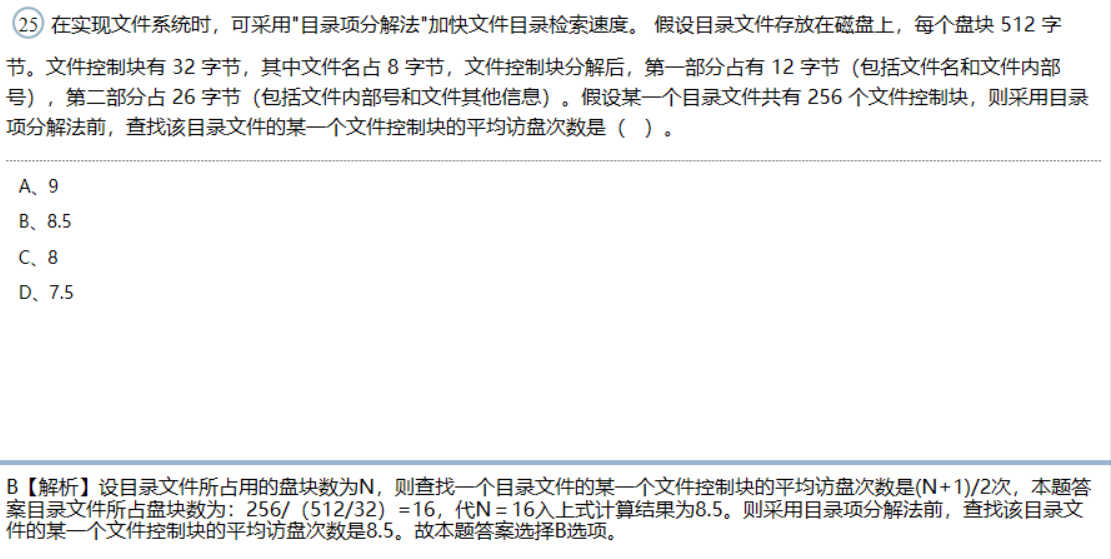 25 在实现文件系统时，可采用"目录项分解法"加快文件目录检索速度。 假设目录文件存放在磁盘上，每个盘块 512 字
节。文件控制块有 32 字节，其中文件名占 8 字节，文件控制块分解后，第一部分占有 12 字节（包括文件名和文件内部
号），第二部分占 26 字节（包括文件内部号和文件其他信息）。假设某一个目录文件共有 256 个文件控制块，则采用目录
项分解法前，查找该目录文件的某一个文件控制块的平均访盘次数是（ ）。
A、9
B、8.5
C、8
D、7.5
B【解析】设目录文件所占用的盘块数为N，则查找一个目录文件的某一个文件控制块的平均访盘次数是(N+1)/2次，本题答
案目录文件所占盘块数为：256/（512/32）=16，代N＝16入上式计算结果为8.5。则采用目录项分解法前，查找该目录文
件的某一个文件控制块的平均访盘次数是8.5。故本题答案选择B选项。